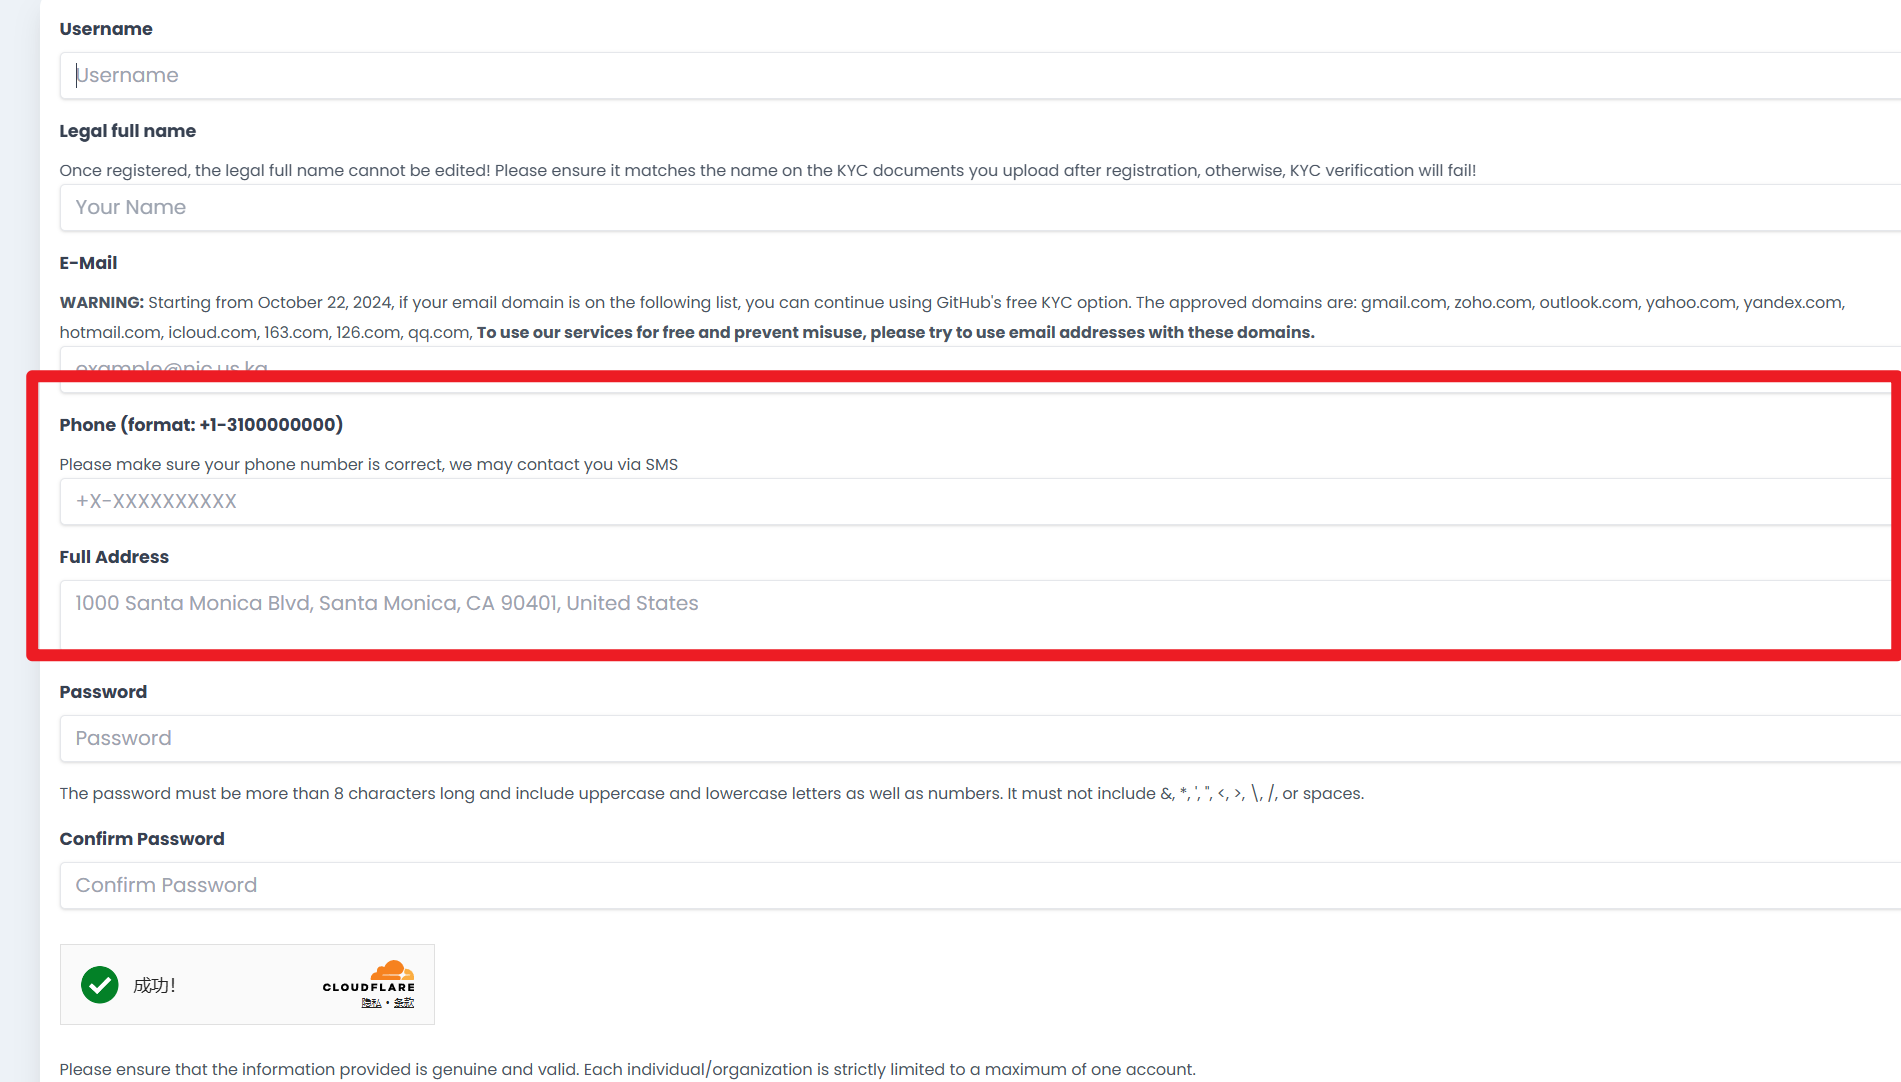 Username
Username
Legal full name
Once registered, the legal full name cannot be edited! Please ensure it matches the name on the KYC documents you upload after registration, otherwise, KYC verification will fail!
Your Name
E-Mail
WARNING: Starting from October 22, 2024, if your email domain is on the following list, you can continue using GitHub's free KYC option. The approved domains are: gmail.com, zoho.com, outlook.com, yahoo.com, yandex.com,
hotmail.com, icloud.com, 163.com, 126.com, qq.com, To use our services for free and prevent misuse, please try to use email addresses with these domains.
example@nic.us.kg
Phone (format: +1-3100000000)
Please make sure your phone number is correct, we may contact you via SMS
+X-XXXXXXXXXX
Full Address
1000 Santa Monica Blvd, Santa Monica, CA 90401, United States
Password
Password
The password must be more than 8 characters long and include uppercase and lowercase letters as well as numbers. It must not include &, *, ', ", <, >, \, /, or spaces.
Confirm Password
Confirm Password
成功！
CLOUDFLARE
隐私 • 条款
Please ensure that the information provided is genuine and valid. Each individual/organization is strictly limited to a maximum of one account.